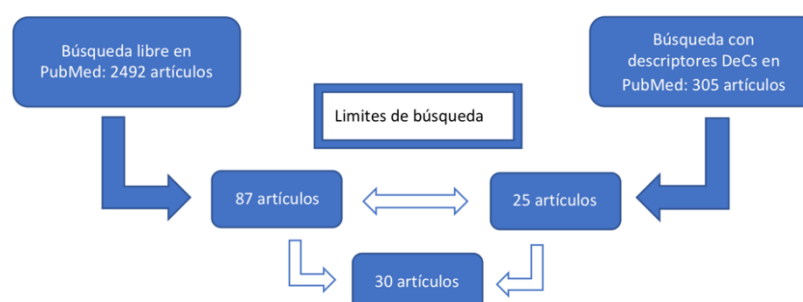 Búsqueda libre en
PubMed: 2492 artículos
Búsqueda con
descriptores DeCs en
PubMed: 305 artículos
Limites de búsqueda
87 artículos
25 artículos
30 artículos